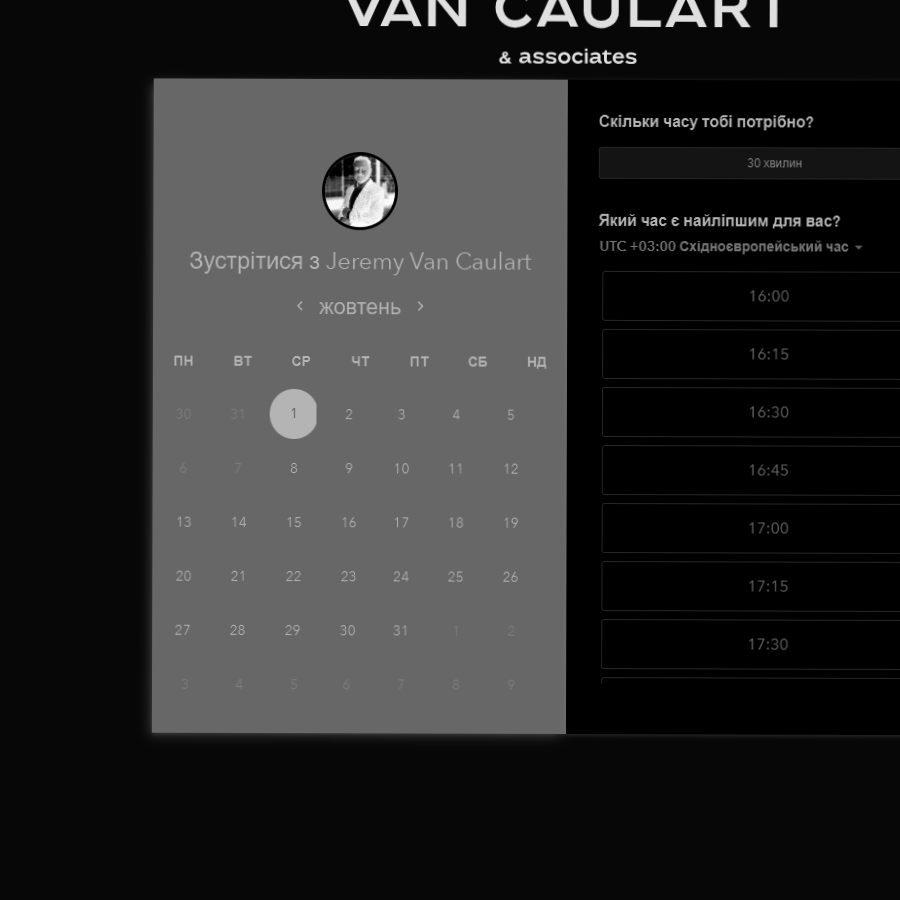 VAN CAULART
& associates
Зустрітися з Jeremy Van Caulart
жовтень
ПН ВТ СР ЧТ ПТ СБ НД
30 31 1 2 3 4 5
6 7 8 9 10 11 12
13 14 15 16 17 18 19
20 21 22 23 24 25 26
27 28 29 30 31 1 2
3 4 5 6 7 8 9
Скільки часу тобі потрібно?
30 хвилин
Який час є найліпшим для вас?
UTC +03:00 Східноєвропейський час
16:00
16:15
16:30
16:45
17:00
17:15
17:30